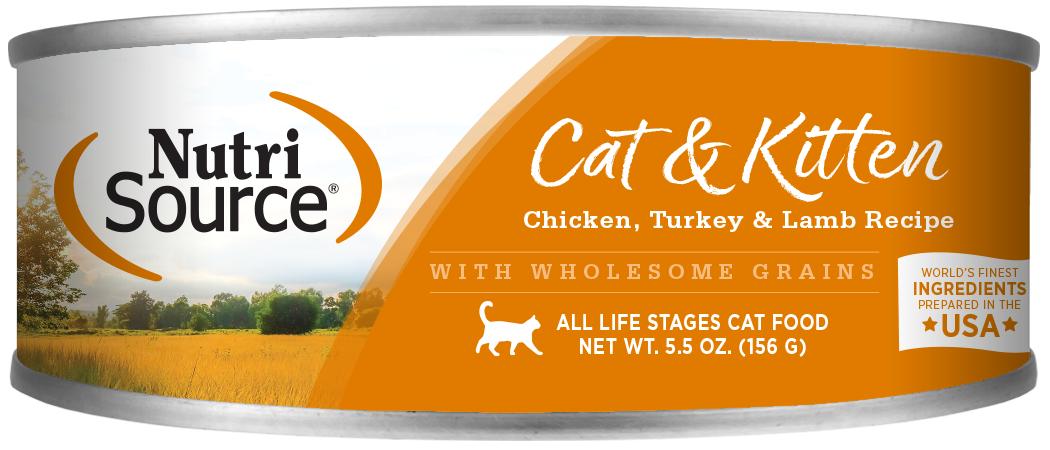 Nutri
Source®
Cat & Kitten
Chicken, Turkey & Lamb Recipe
WITH WHOLESOME GRAINS
ALL LIFE STAGES CAT FOOD
NET WT. 5.5 OZ. (156 G)
WORLD'S FINEST
INGREDIENTS
PREPARED IN THE
USA